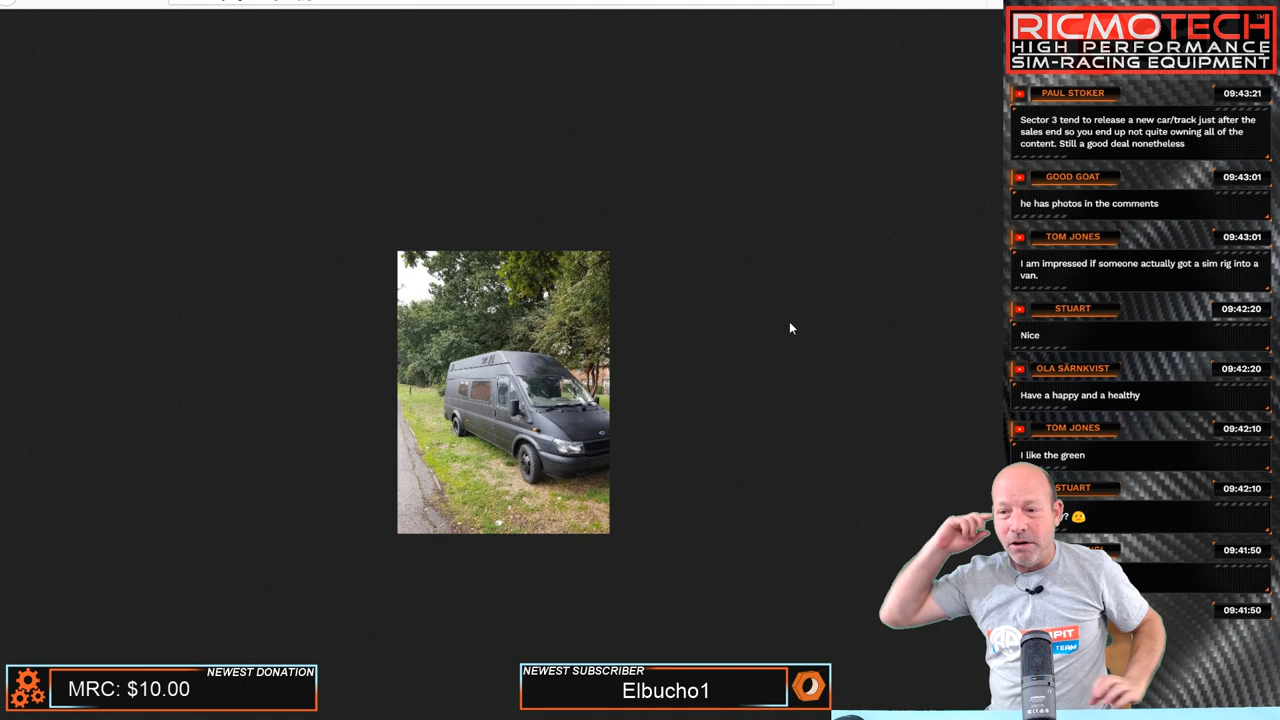 RICMOTECH
HIGH PERFORMANCE
SIM-RACING EQUIPMENT
PAUL STOKER
09:43:21
Sector 3 tend to release a new car/track just after the
sales end so you end up not quite owning all of the
content. Still a good deal nonetheless
GOOD GOAT
09:43:01
he has photos in the comments
TOM JONES
09:43:01
I am impressed if someone actually got a sim rig into a
van.
STUART
09:42:20
Nice
OLA SÄRNKVIST
09:42:20
Have a happy and a healthy
TOM JONES
09:42:10
I like the green
STUART
09:42:10
?
09:41:50
09:41:50
PIT
TEAM
NEWEST DONATION
MRC: $10.00
NEWEST SUBSCRIBER
Elbucho1